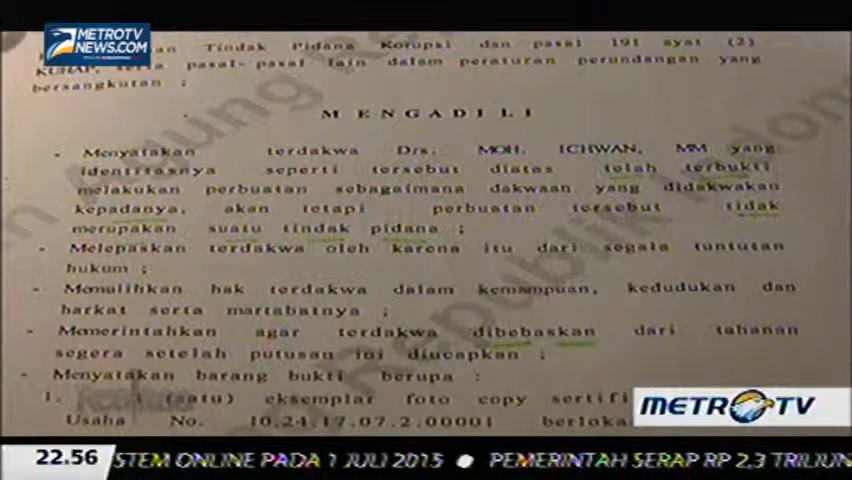 METROTV
NEWS.COM
Tindak Pidana Korupsi dan pasal 191 ayat (2)
KUHAP, serta pasal-pasal lain dalam peraturan perundangan yang
bersangkutan ;
MENGADILI
- Menyatakan terdakwa Drs. MOH. ICHWAN, MM yang
identitasnya seperti tersebut diatas telah terbukti
melakukan perbuatan sebagaimana dakwaan yang didakwakan
kepadanya, akan tetapi perbuatan tersebut tidak
merupakan suatu tindak pidana ;
- Melepaskan terdakwa oleh karena itu dari segala tuntutan
hukum ;
- Memulihkan hak terdakwa dalam kemampuan, kedudukan dan
harkat serta martabatnya ;
- Memerintahkan agar terdakwa dibebaskan dari tahanan
segera setelah putusan ini diucapkan ;
- Menyatakan barang bukti berupa :
1. 1 (satu) eksemplar foto copy sertifi
Usaha No. 10.24.17.07.2.00001 berloka
Agung Republik Indon
METRO TV
22.56 STEM ONLINE PADA 1 JULI 2015 ● PEMERINTAH SERAP RP 2,3 TRILIUN